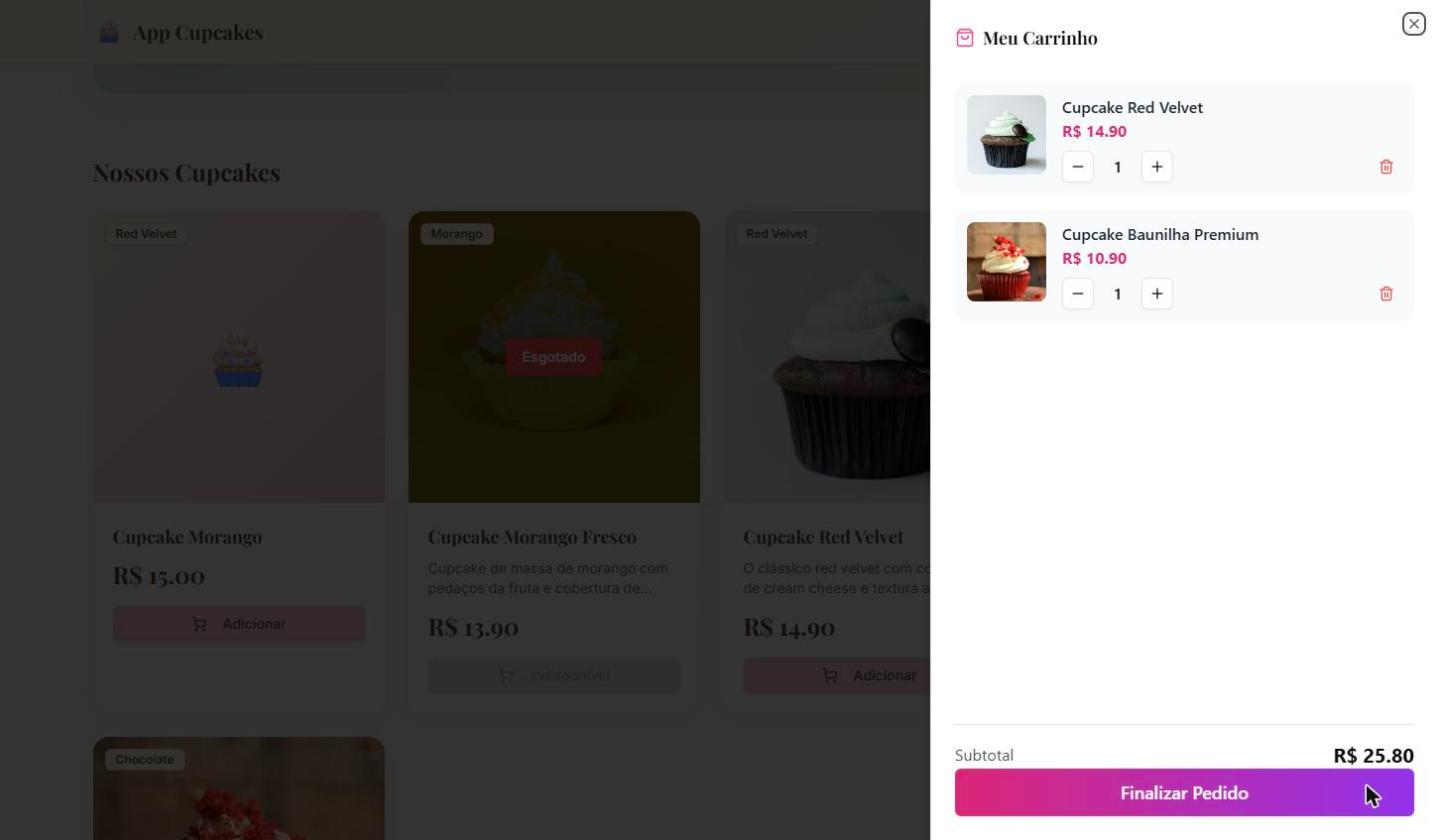 App Cupcakes
Nossos Cupcakes
Red Velvet
Cupcake Morango
R$ 15.00
Adicionar
Morango
Esgotado
Cupcake Morango Fresco
Cupcake de massa de morango com
pedaços da fruta e cobertura de...
R$ 13.90
Indisponível
Red Velvet
Cupcake Red Velvet
O clássico red velvet com co
de cream cheese e textura a
R$ 14.90
Adicionar
Chocolate
Meu Carrinho
Cupcake Red Velvet
R$ 14.90
1
Cupcake Baunilha Premium
R$ 10.90
1
Subtotal
R$ 25.80
Finalizar Pedido